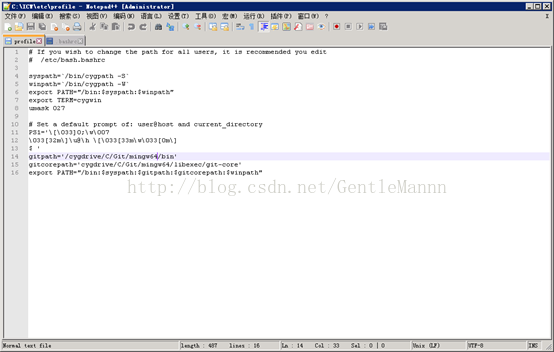 C:\ICW\etc\profile - Notepad++ [Administrator]
文件(F) 编辑(E) 搜索(S) 视图(V) 编码(N) 语言(L) 设置(T) 工具(O) 宏(M) 运行(R) 插件(P) 窗口(W) ?
profile .bashrc
1 # If you wish to change the path for all users, it is recommended you edit
2 # /etc/bash.bashrc
3
4 syspath=`/bin/cygpath -S`
5 winpath=`/bin/cygpath -W`
6 export PATH="/bin:$syspath:$winpath"
7 export TERM=cygwin
8 umask 027
9
10 # Set a default prompt of: user@host and current_directory
11 PS1='\[\033]0;\w\007
12 \033[32m\]\u@\h \[\033[33m\w\033[0m\]
13 $ '
14 gitpath='/cygdrive/C/Git/mingw64/bin'
15 gitcorepath='cygdrive/C/Git/mingw64/libexec/git-core'
16 export PATH="/bin:$syspath:$gitpath:$gitcorepath:$winpath"
http://blog.csdn.net/GentleMannn
Normal text file length : 487 lines : 16 Ln : 14 Col : 33 Sel : 0 | 0 Unix (LF) UTF-8 INS